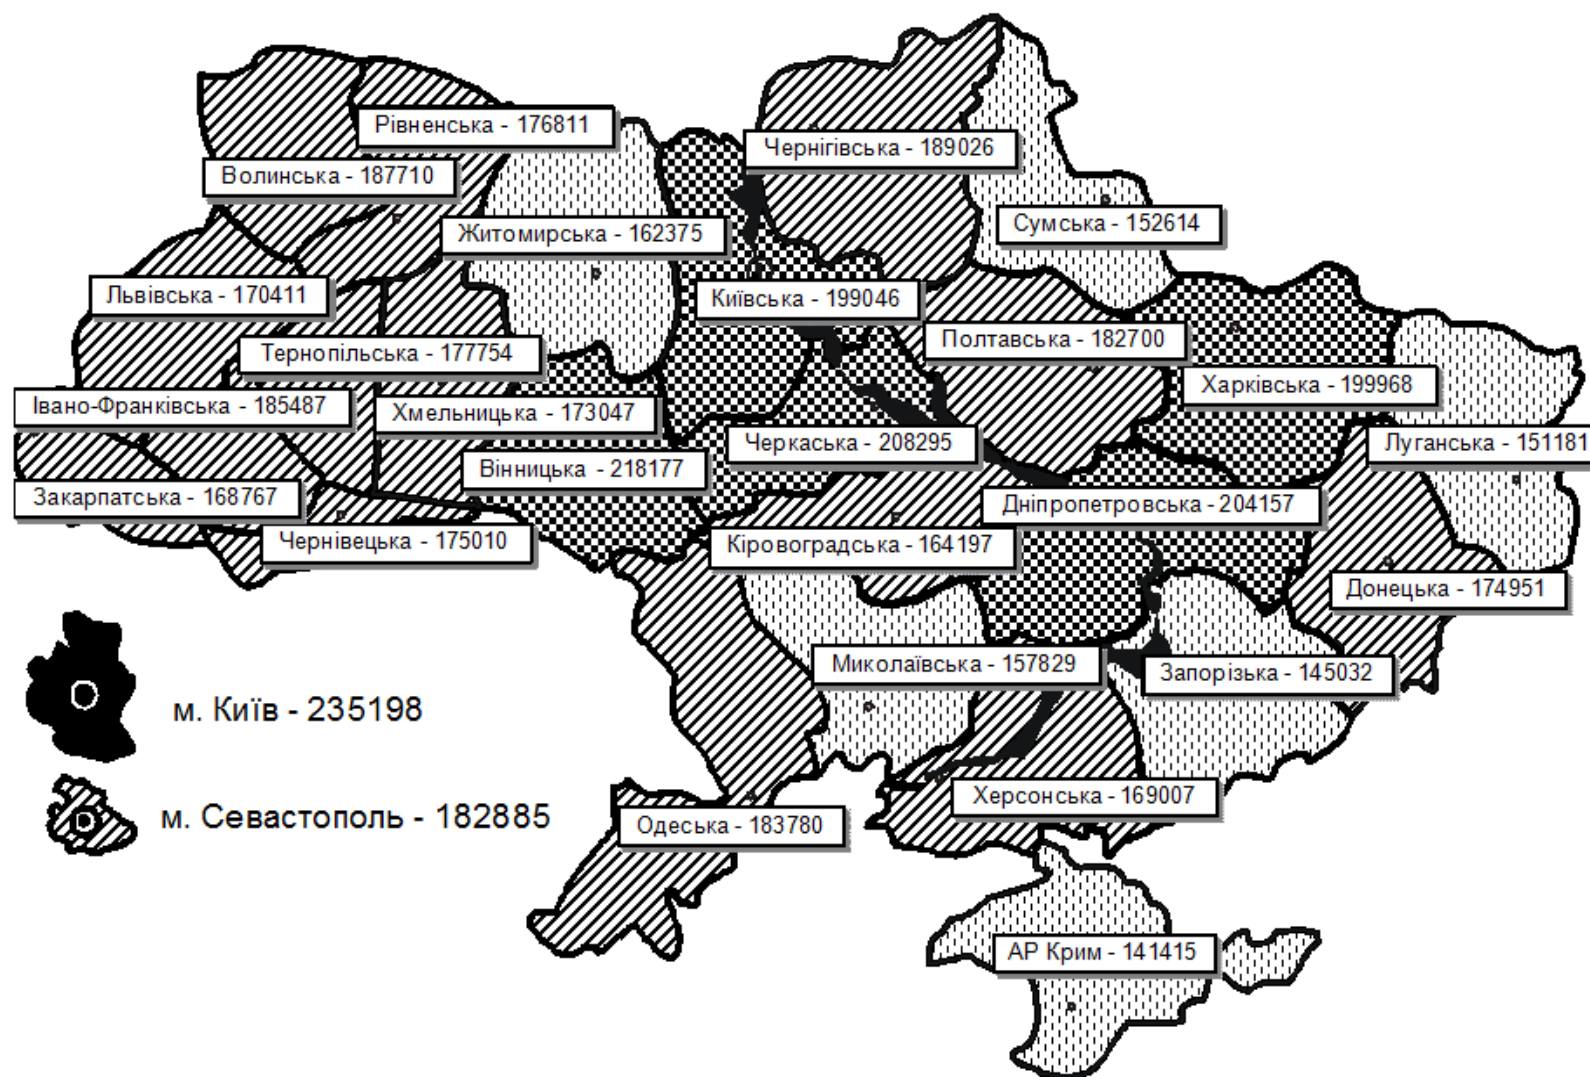 Рівненська - 176811
Чернігівська - 189026
Волинська - 187710
Сумська - 152614
Житомирська - 162375
Львівська - 170411
Київська - 199046
Полтавська - 182700
Тернопільська - 177754
Харківська - 199968
Івано-Франківська - 185487
Хмельницька - 173047
Черкаська - 208295
Луганська - 151181
Вінницька - 218177
Закарпатська - 168767
Дніпропетровська - 204157
Чернівецька - 175010
Кіровоградська - 164197
Донецька - 174951
Миколаївська - 157829
Запорізька - 145032
м. Київ - 235198
Херсонська - 169007
м. Севастополь - 182885
Одеська - 183780
АР Крим - 141415